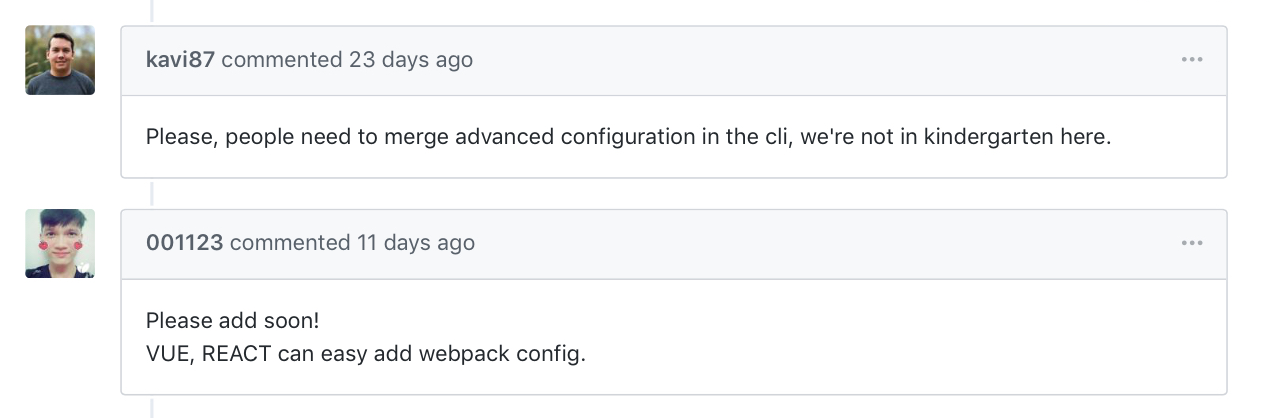 kavi87 commented 23 days ago
Please, people need to merge advanced configuration in the cli, we're not in kindergarten here.
001123 commented 11 days ago
Please add soon!
VUE, REACT can easy add webpack config.